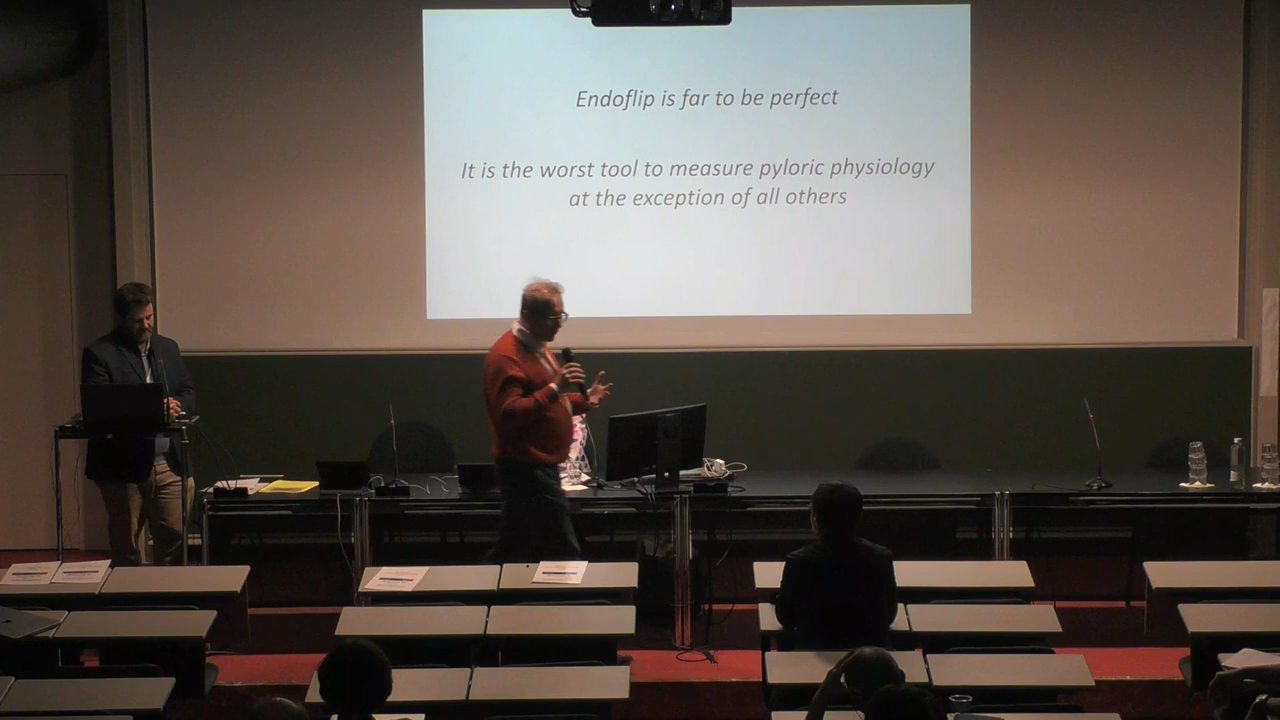 Endoflip is far to be perfect
It is the worst tool to measure pyloric physiology
at the exception of all others